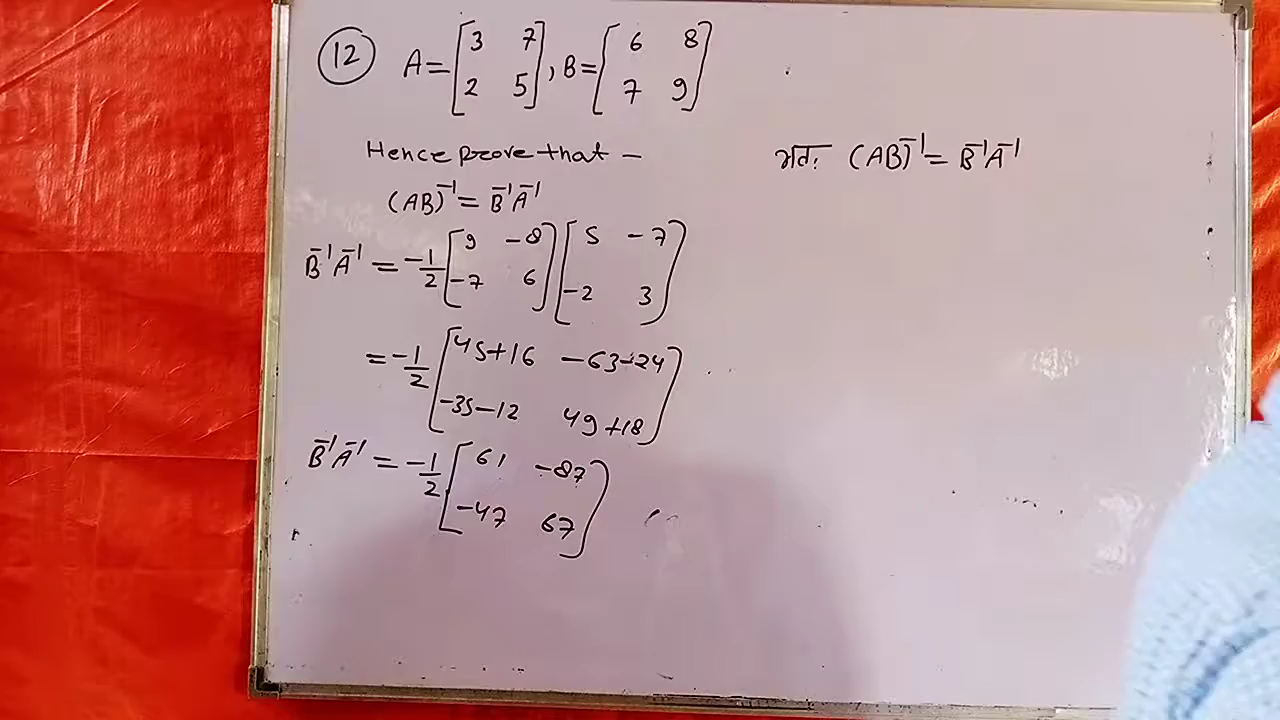 12 A = [3 7 2 5], B = [6 8 7 9]
Hence prove that –
(AB)⁻¹ = B⁻¹A⁻¹
B⁻¹A⁻¹ = -1/2 [9 -8 -7 6] [5 -7 -2 3]
= -1/2 [45+16 -63-24 -35-12 49+18]
B⁻¹A⁻¹ = -1/2 [61 -87 -47 67]
अतः (AB)⁻¹ = B⁻¹A⁻¹